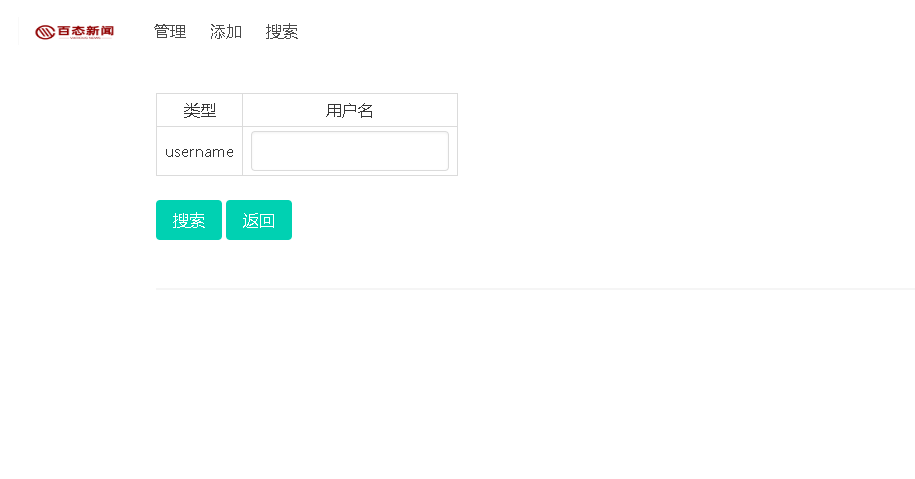 百态新闻 管理 添加 搜索
类型 用户名
username
搜索 返回